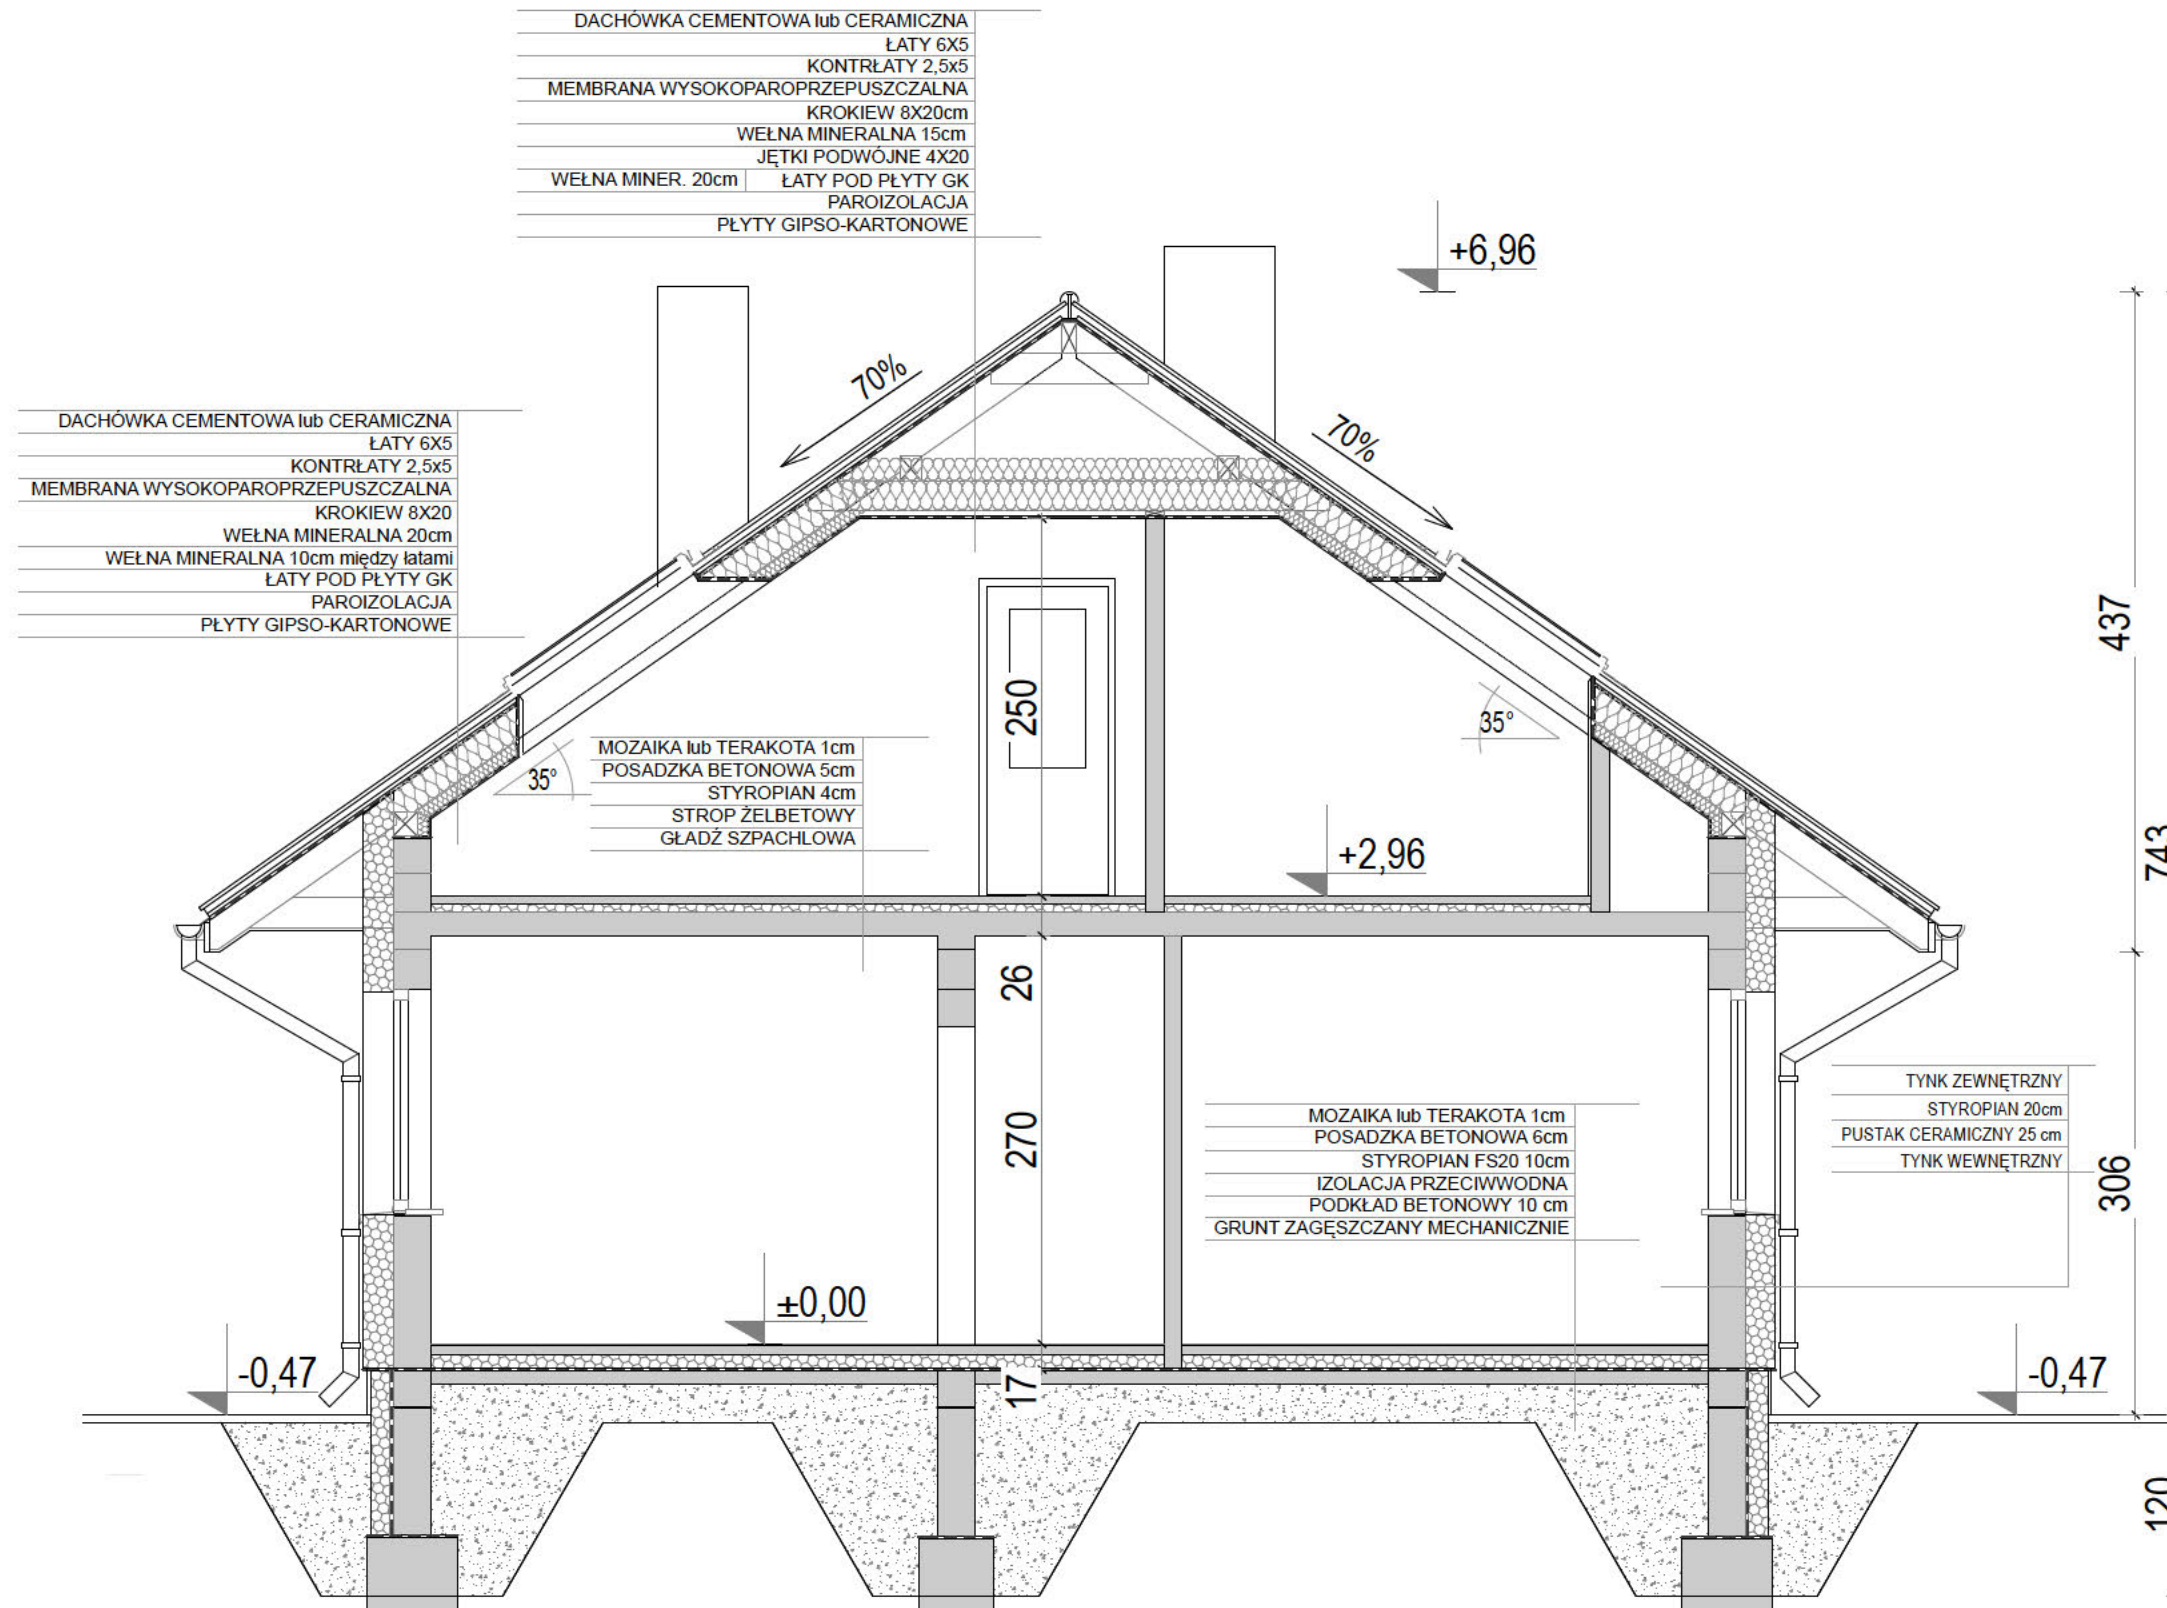 DACHÓWKA CEMENTOWA lub CERAMICZNA
ŁATY 6X5
KONTRŁATY 2,5x5
MEMBRANA WYSOKOPAROPRZEPUSZCZALNA
KROKIEW 8X20cm
WEŁNA MINERALNA 15cm
JĘTKI PODWÓJNE 4X20
WEŁNA MINER. 20cm ŁATY POD PŁYTY GK
PAROIZOLACJA
PŁYTY GIPSO-KARTONOWE
+6,96
70%
70%
DACHÓWKA CEMENTOWA lub CERAMICZNA
ŁATY 6X5
KONTRŁATY 2,5x5
MEMBRANA WYSOKOPAROPRZEPUSZCZALNA
KROKIEW 8X20
WEŁNA MINERALNA 20cm
WEŁNA MINERALNA 10cm między łatami
ŁATY POD PŁYTY GK
PAROIZOLACJA
PŁYTY GIPSO-KARTONOWE
437
250
35°
35°
MOZAIKA lub TERAKOTA 1cm
POSADZKA BETONOWA 5cm
STYROPIAN 4cm
STROP ŻELBETOWY
GŁADŹ SZPACHLOWA
+2,96
743
26
270
MOZAIKA lub TERAKOTA 1cm
POSADZKA BETONOWA 6cm
STYROPIAN FS20 10cm
IZOLACJA PRZECIWWODNA
PODKŁAD BETONOWY 10 cm
GRUNT ZAGĘSZCZANY MECHANICZNIE
TYNK ZEWNĘTRZNY
STYROPIAN 20cm
PUSTAK CERAMICZNY 25 cm
TYNK WEWNĘTRZNY
306
±0,00
-0,47
17
-0,47
120